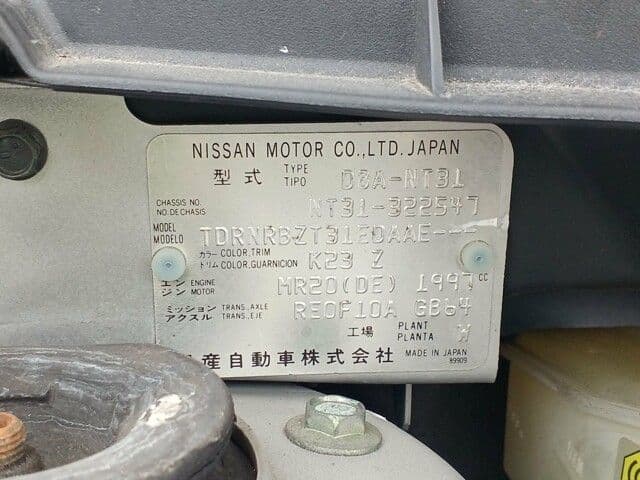 NISSAN MOTOR CO.,LTD. JAPAN
型式 TYPE TIPO DBA-NT31
CHASSIS NO. NO.DE CHASIS NT31-322547
MODEL MODELO TDRNRBZT31EDAAE---
カラー COLOR,TRIM トリム COLOR,GUARNICION K23 Z
エンジン ENGINE MOTOR MR20(DE) 1997 CC
ミッション アクスル TRANS.,AXLE TRANS.,EJE RE0F10A GB64
工場 PLANT PLANTA W
産自動車株式会社 MADE IN JAPAN
89909